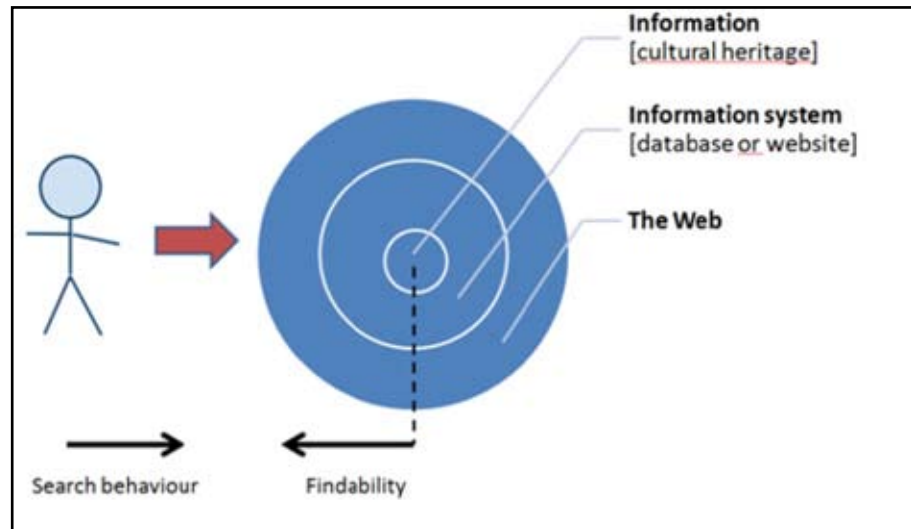 Information
[cultural heritage]
Information system
[database or website]
The Web
Search behaviour
Findability